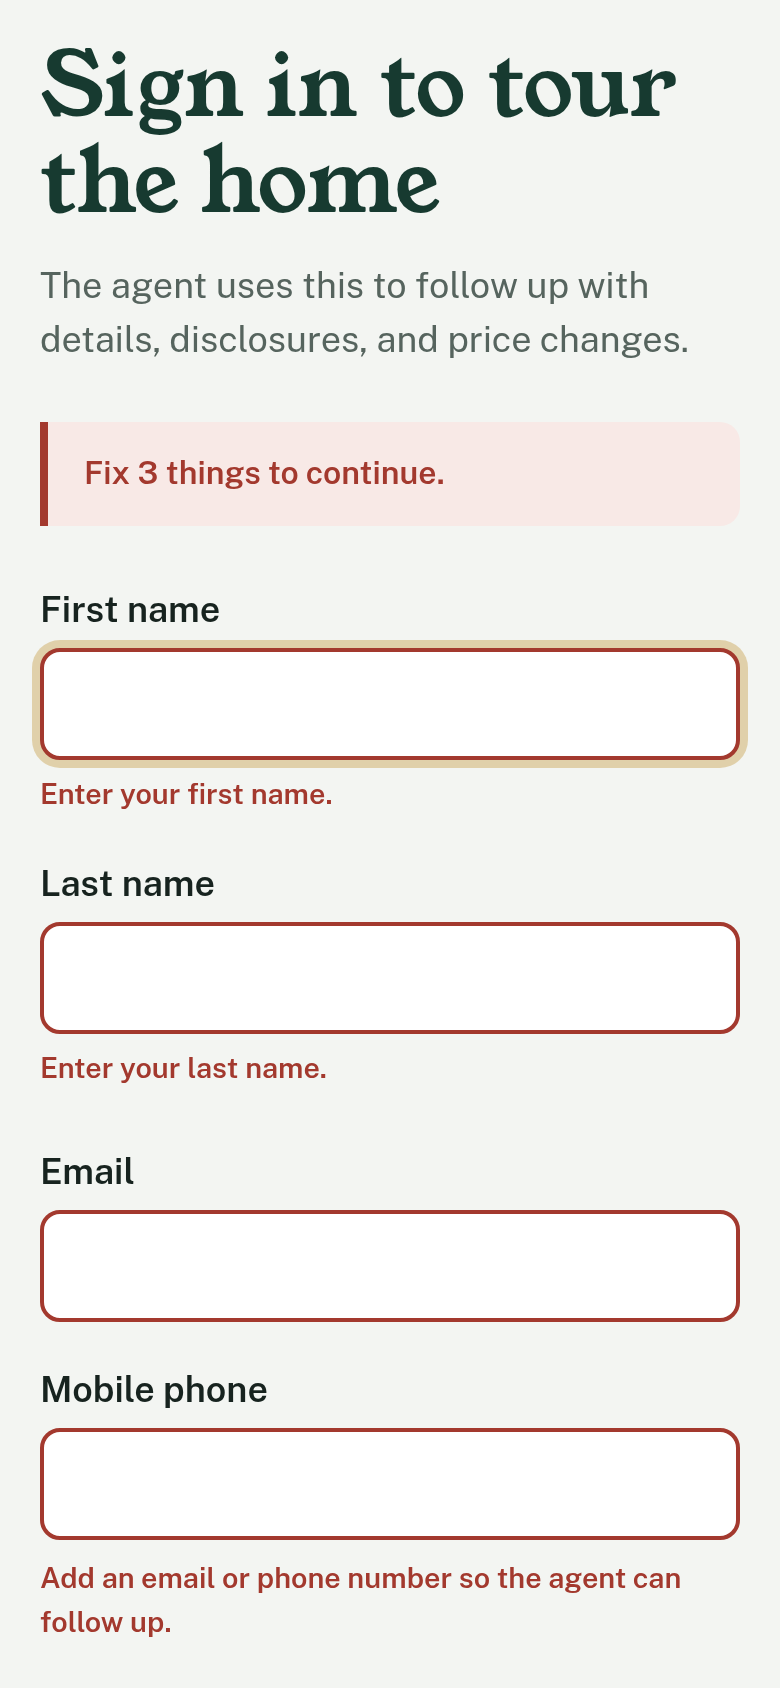 Sign in to tour
the home
The agent uses this to follow up with
details, disclosures, and price changes.
Fix 3 things to continue.
First name
Enter your first name.
Last name
Enter your last name.
Email
Mobile phone
Add an email or phone number so the agent can
follow up.